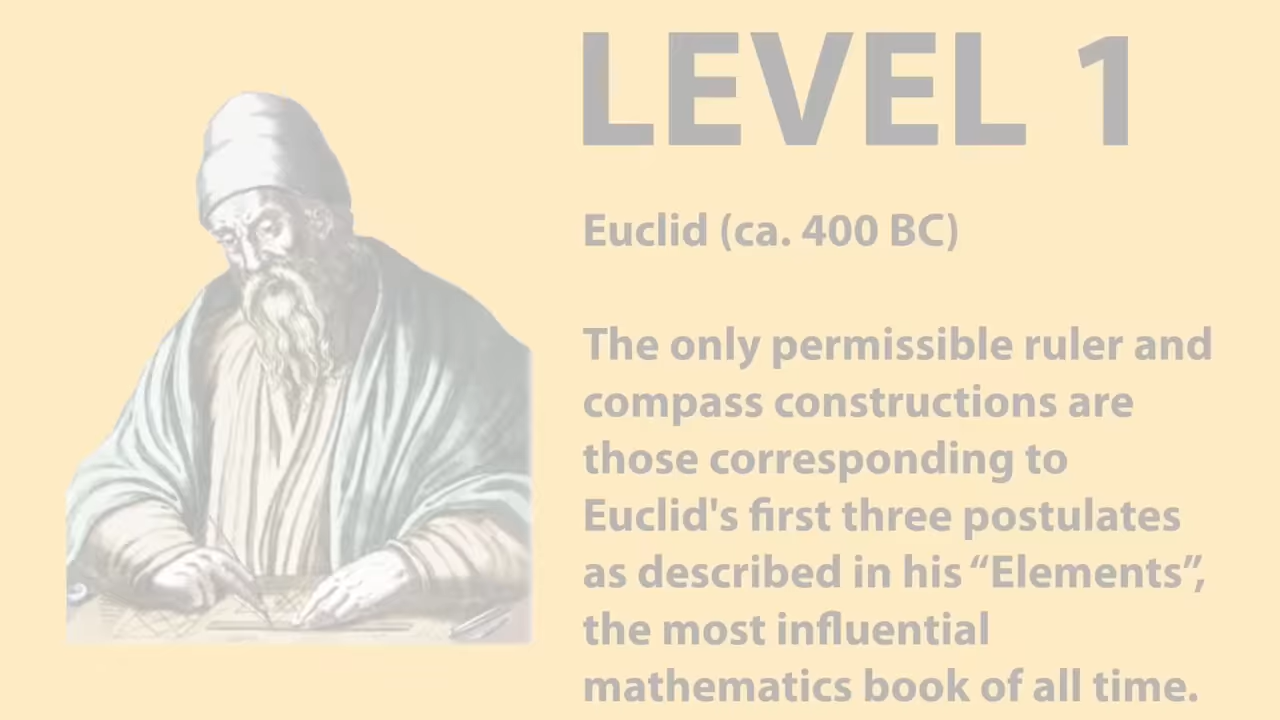 LEVEL 1
Euclid (ca. 400 BC)
The only permissible ruler and
compass constructions are
those corresponding to
Euclid's first three postulates
as described in his “Elements”,
the most influential
mathematics book of all time.